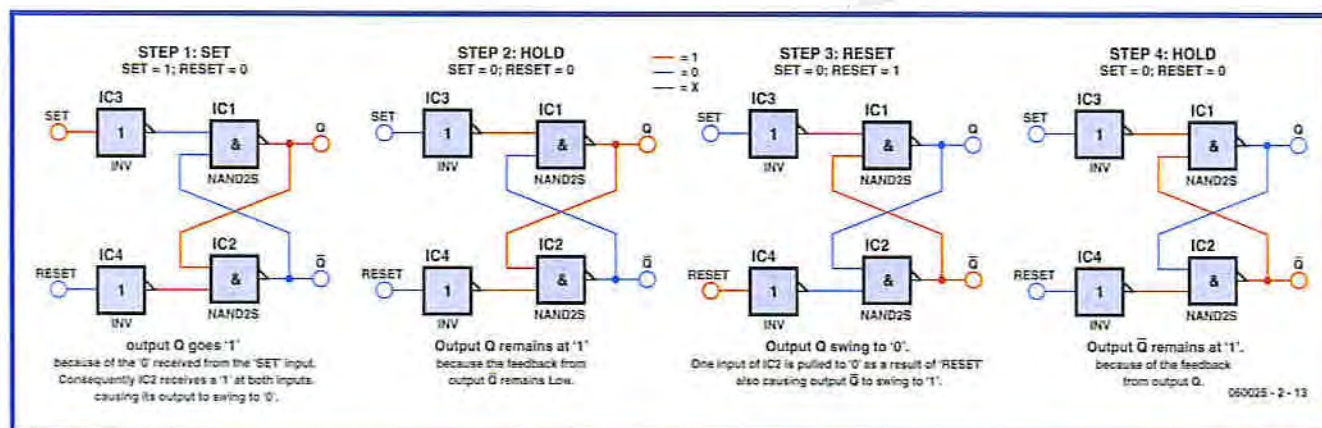 STEP 1: SET
SET = 1; RESET = 0
IC3
IC1
SET
1
&
Q
INV
NAND2S
IC4
IC2
RESET
1
&
Q̅
INV
NAND2S
output Q goes '1'
because of the '0' received from the 'SET' input.
Consequently IC2 receives a '1' at both inputs.
causing its output to swing to '0'.
STEP 2: HOLD
SET = 0; RESET = 0
IC3
IC1
SET
1
&
Q
INV
NAND2S
IC4
IC2
RESET
1
&
Q̅
INV
NAND2S
Output Q remains at '1'
because the feedback from
output Q̅ remains Low.
= 1
= 0
= X
STEP 3: RESET
SET = 0; RESET = 1
IC3
IC1
SET
1
&
Q
INV
NAND2S
IC4
IC2
RESET
1
&
Q̅
INV
NAND2S
Output Q swing to '0'.
One input of IC2 is pulled to '0' as a result of 'RESET'
also causing output Q̅ to swing to '1'.
STEP 4: HOLD
SET = 0; RESET = 0
IC3
IC1
SET
1
&
Q
INV
NAND2S
IC4
IC2
RESET
1
&
Q̅
INV
NAND2S
Output Q̅ remains at '1'.
because of the feedback
from output Q.
060025 - 2 - 13